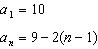 a₁ = 10
aₙ = 9 − 2(n − 1)